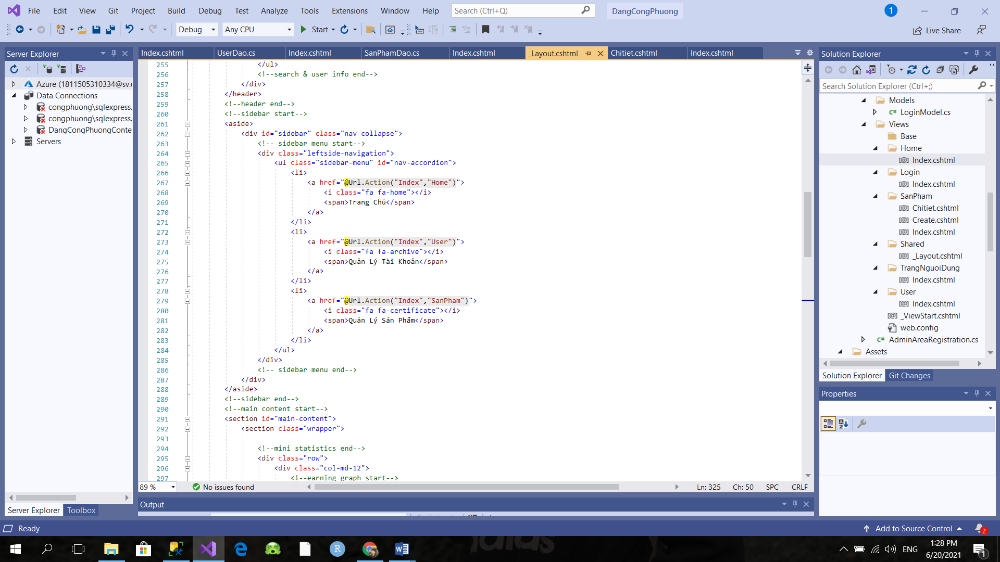 File Edit View Git Project Build Debug Test Analyze Tools Extensions Window Help Search (Ctrl+Q) DangCongPhuong 1
Debug Any CPU Start Live Share
Server Explorer
Azure (1811505310334@sv.u
Data Connections
congphuong\sqlexpress.
congphuong\sqlexpress.
DangCongPhuongConte
Servers
Server Explorer Toolbox
Index.cshtml UserDao.cs Index.cshtml SanPhamDao.cs Index.cshtml _Layout.cshtml Chitiet.cshtml Index.cshtml
255 </ul>
256 <!--search & user info end-->
257 </div>
258 </header>
259 <!--header end-->
260 <!--sidebar start-->
261 <aside>
262 <div id="sidebar" class="nav-collapse">
263 <!-- sidebar menu start-->
264 <div class="leftside-navigation">
265 <ul class="sidebar-menu" id="nav-accordion">
266 <li>
267 <a href="@Url.Action("Index","Home")">
268 <i class="fa fa-home"></i>
269 <span>Trang Chủ</span>
270 </a>
271 </li>
272 <li>
273 <a href="@Url.Action("Index","User")">
274 <i class="fa fa-archive"></i>
275 <span>Quản Lý Tài Khoản</span>
276 </a>
277 </li>
278 <li>
279 <a href="@Url.Action("Index","SanPham")">
280 <i class="fa fa-certificate"></i>
281 <span>Quản Lý Sản Phẩm</span>
282 </a>
283 </li>
284 </ul>
285 </div>
286 <!-- sidebar menu end-->
287 </div>
288 </aside>
289 <!--sidebar end-->
290 <!--main content start-->
291 <section id="main-content">
292 <section class="wrapper">
293
294 <!--mini statistics end-->
295 <div class="row">
296 <div class="col-md-12">
297 <!--earning graph start-->
89 % No issues found Ln: 325 Ch: 50 SPC CRLF
Output
Solution Explorer
Search Solution Explorer (Ctrl+;)
Models
C# LoginModel.cs
Views
Base
Home
[@] Index.cshtml
Login
[@] Index.cshtml
SanPham
[@] Chitiet.cshtml
[@] Create.cshtml
[@] Index.cshtml
Shared
[@] _Layout.cshtml
TrangNguoiDung
[@] Index.cshtml
User
[@] Index.cshtml
[@] _ViewStart.cshtml
web.config
C# AdminAreaRegistration.cs
Assets
Solution Explorer Git Changes
Properties
Ready Add to Source Control 2
ENG 1:28 PM
6/20/2021 1